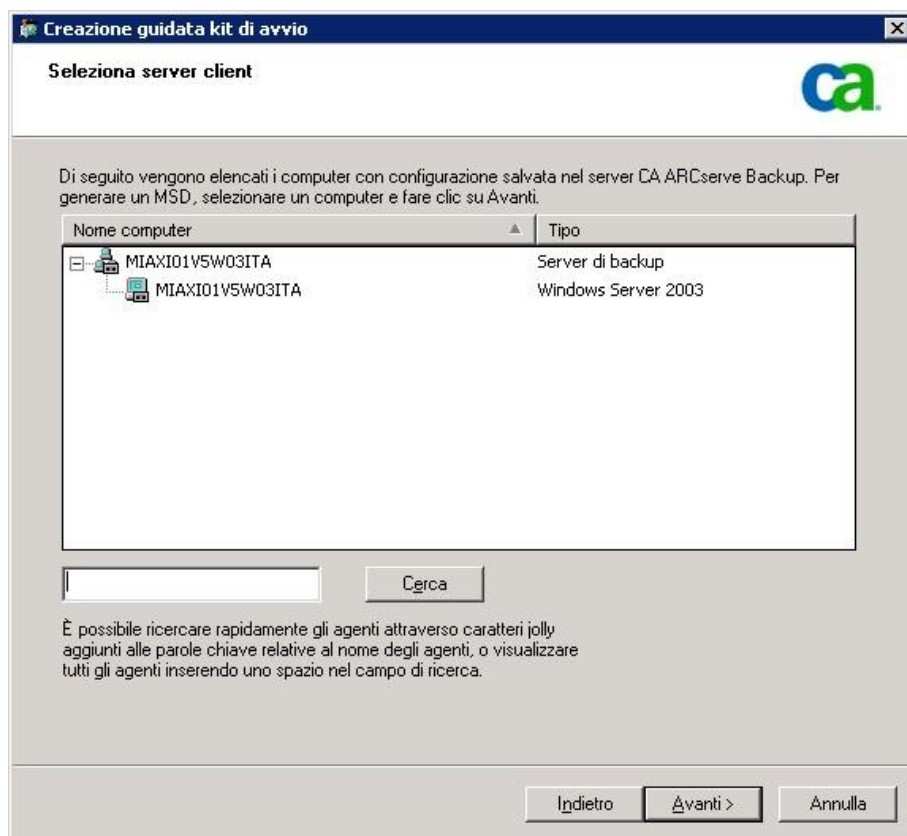 Creazione guidata kit di avvio
Seleziona server client
ca
Di seguito vengono elencati i computer con configurazione salvata nel server CA ARCserve Backup. Per
generare un MSD, selezionare un computer e fare clic su Avanti.
Nome computer Tipo
MIAXI01V5W03ITA Server di backup
MIAXI01V5W03ITA Windows Server 2003
Cerca
È possibile ricercare rapidamente gli agenti attraverso caratteri jolly
aggiunti alle parole chiave relative al nome degli agenti, o visualizzare
tutti gli agenti inserendo uno spazio nel campo di ricerca.
Indietro Avanti > Annulla